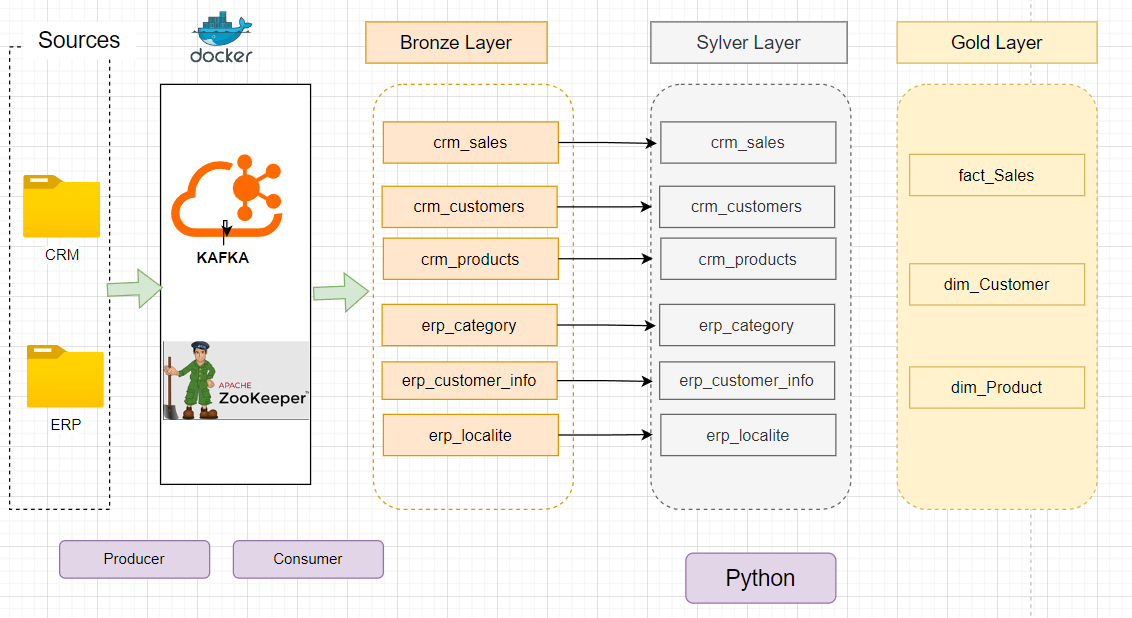 Sources
docker
Bronze Layer
Sylver Layer
Gold Layer
CRM
ERP
KAFKA
APACHE
ZooKeeper™
crm_sales
crm_customers
crm_products
erp_category
erp_customer_info
erp_localite
crm_sales
crm_customers
crm_products
erp_category
erp_customer_info
erp_localite
fact_Sales
dim_Customer
dim_Product
Producer
Consumer
Python